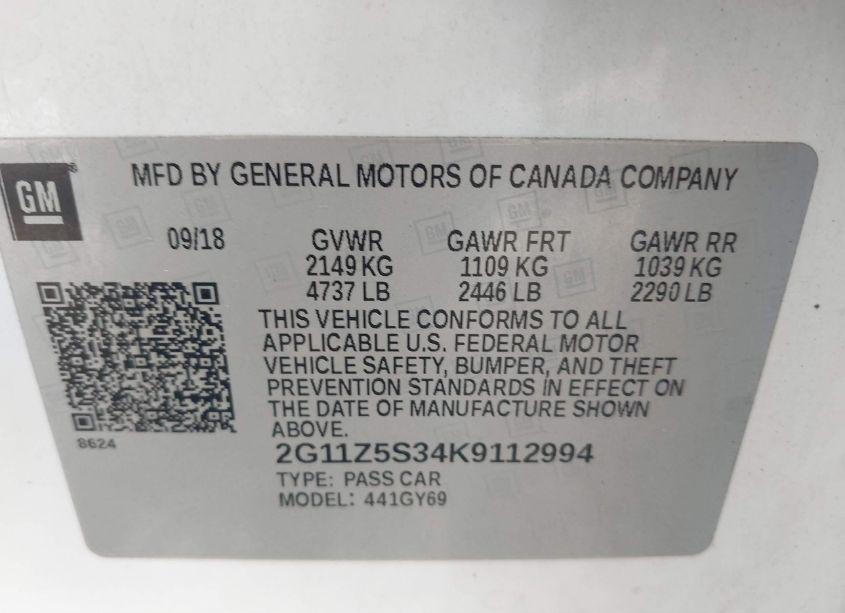 GM
MFD BY GENERAL MOTORS OF CANADA COMPANY
09/18 GVWR GAWR FRT GAWR RR
2149 KG 1109 KG 1039 KG
4737 LB 2446 LB 2290 LB
THIS VEHICLE CONFORMS TO ALL
APPLICABLE U.S. FEDERAL MOTOR
VEHICLE SAFETY, BUMPER, AND THEFT
PREVENTION STANDARDS IN EFFECT ON
THE DATE OF MANUFACTURE SHOWN
ABOVE.
8624
2G11Z5S34K9112994
TYPE: PASS CAR
MODEL: 441GY69